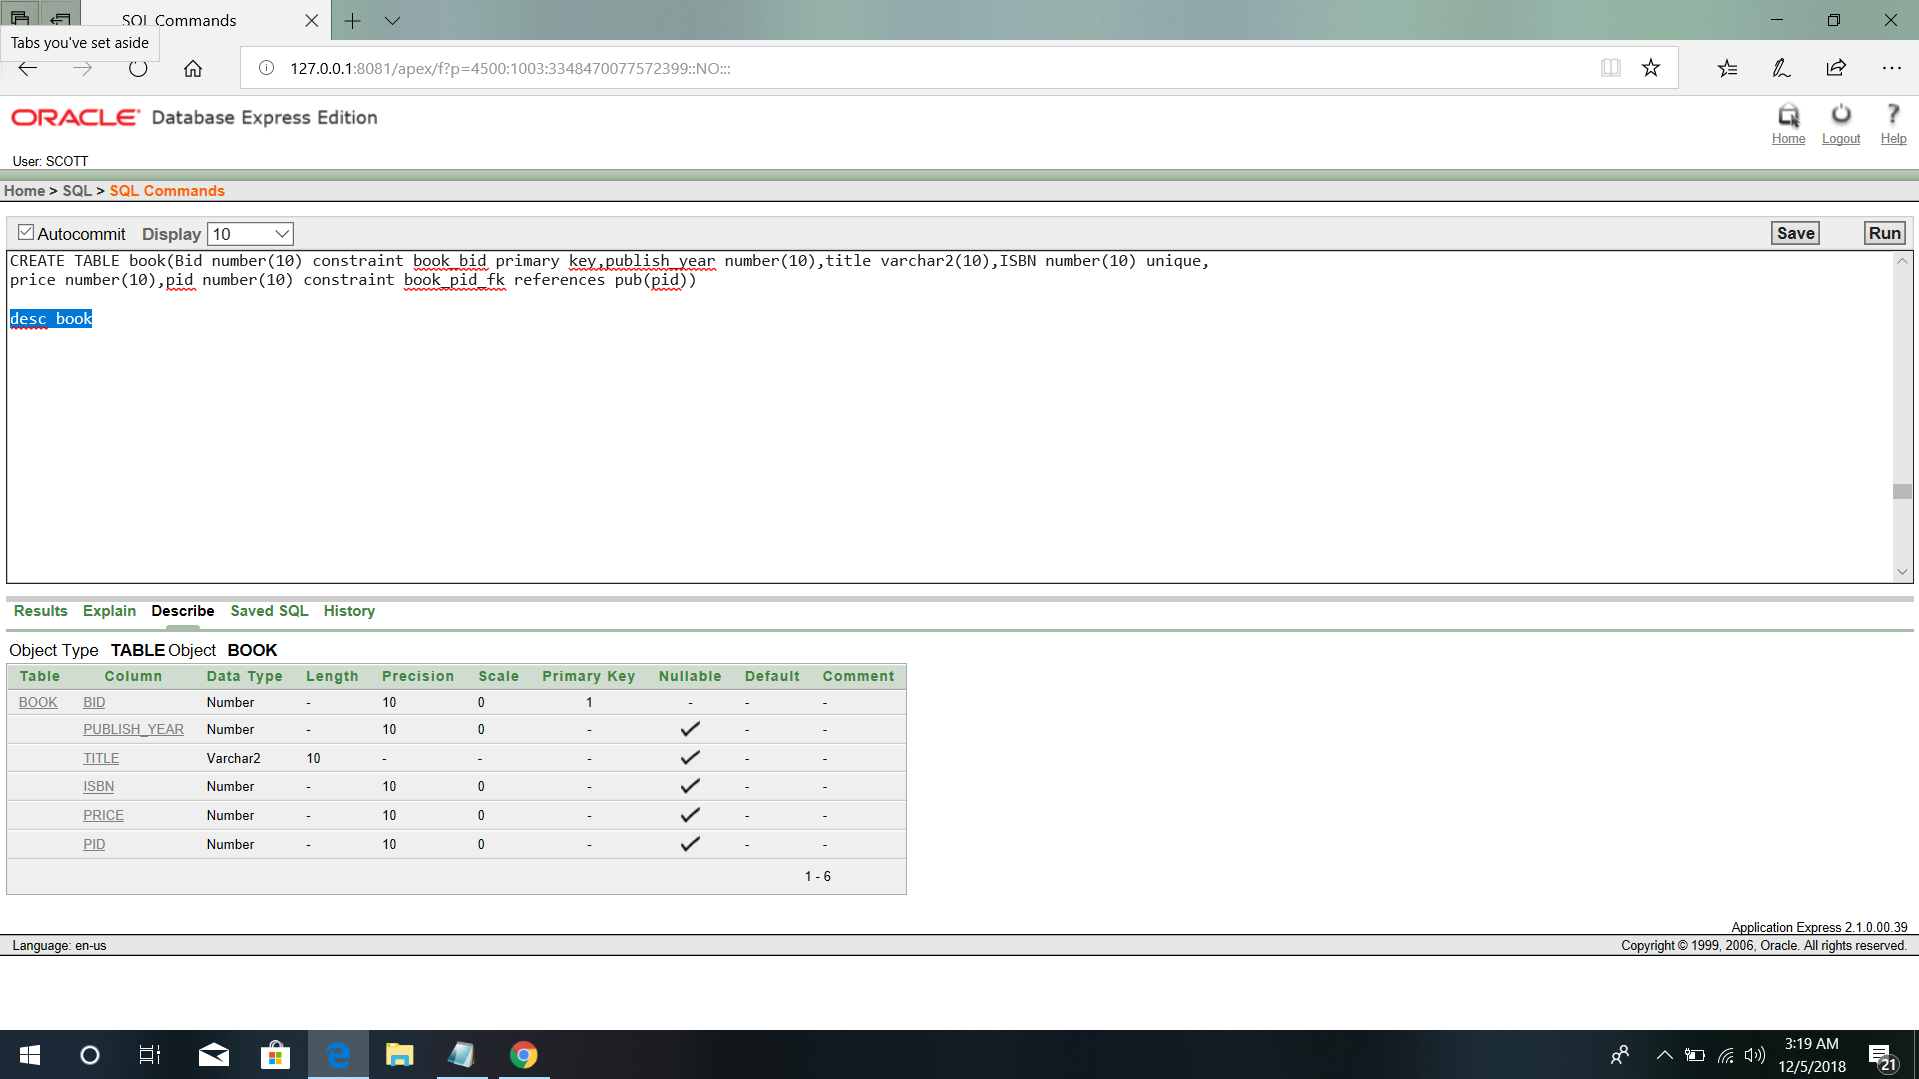 SQL Commands
Tabs you've set aside
127.0.0.1:8081/apex/f?p=4500:1003:3348470077572399::NO:::
ORACLE Database Express Edition
Home Logout Help
User: SCOTT
Home > SQL > SQL Commands
Autocommit Display 10 Save Run
CREATE TABLE book(Bid number(10) constraint book_bid primary key,publish_year number(10),title varchar2(10),ISBN number(10) unique,
price number(10),pid number(10) constraint book_pid_fk references pub(pid))
desc book
Results Explain Describe Saved SQL History
Object Type TABLE Object BOOK
Table Column Data Type Length Precision Scale Primary Key Nullable Default Comment
BOOK BID Number - 10 0 1 - - -
PUBLISH_YEAR Number - 10 0 - - -
TITLE Varchar2 10 - - - - -
ISBN Number - 10 0 - - -
PRICE Number - 10 0 - - -
PID Number - 10 0 - - -
1 - 6
Application Express 2.1.0.00.39
Language: en-us Copyright © 1999, 2006, Oracle. All rights reserved.
3:19 AM
12/5/2018
21